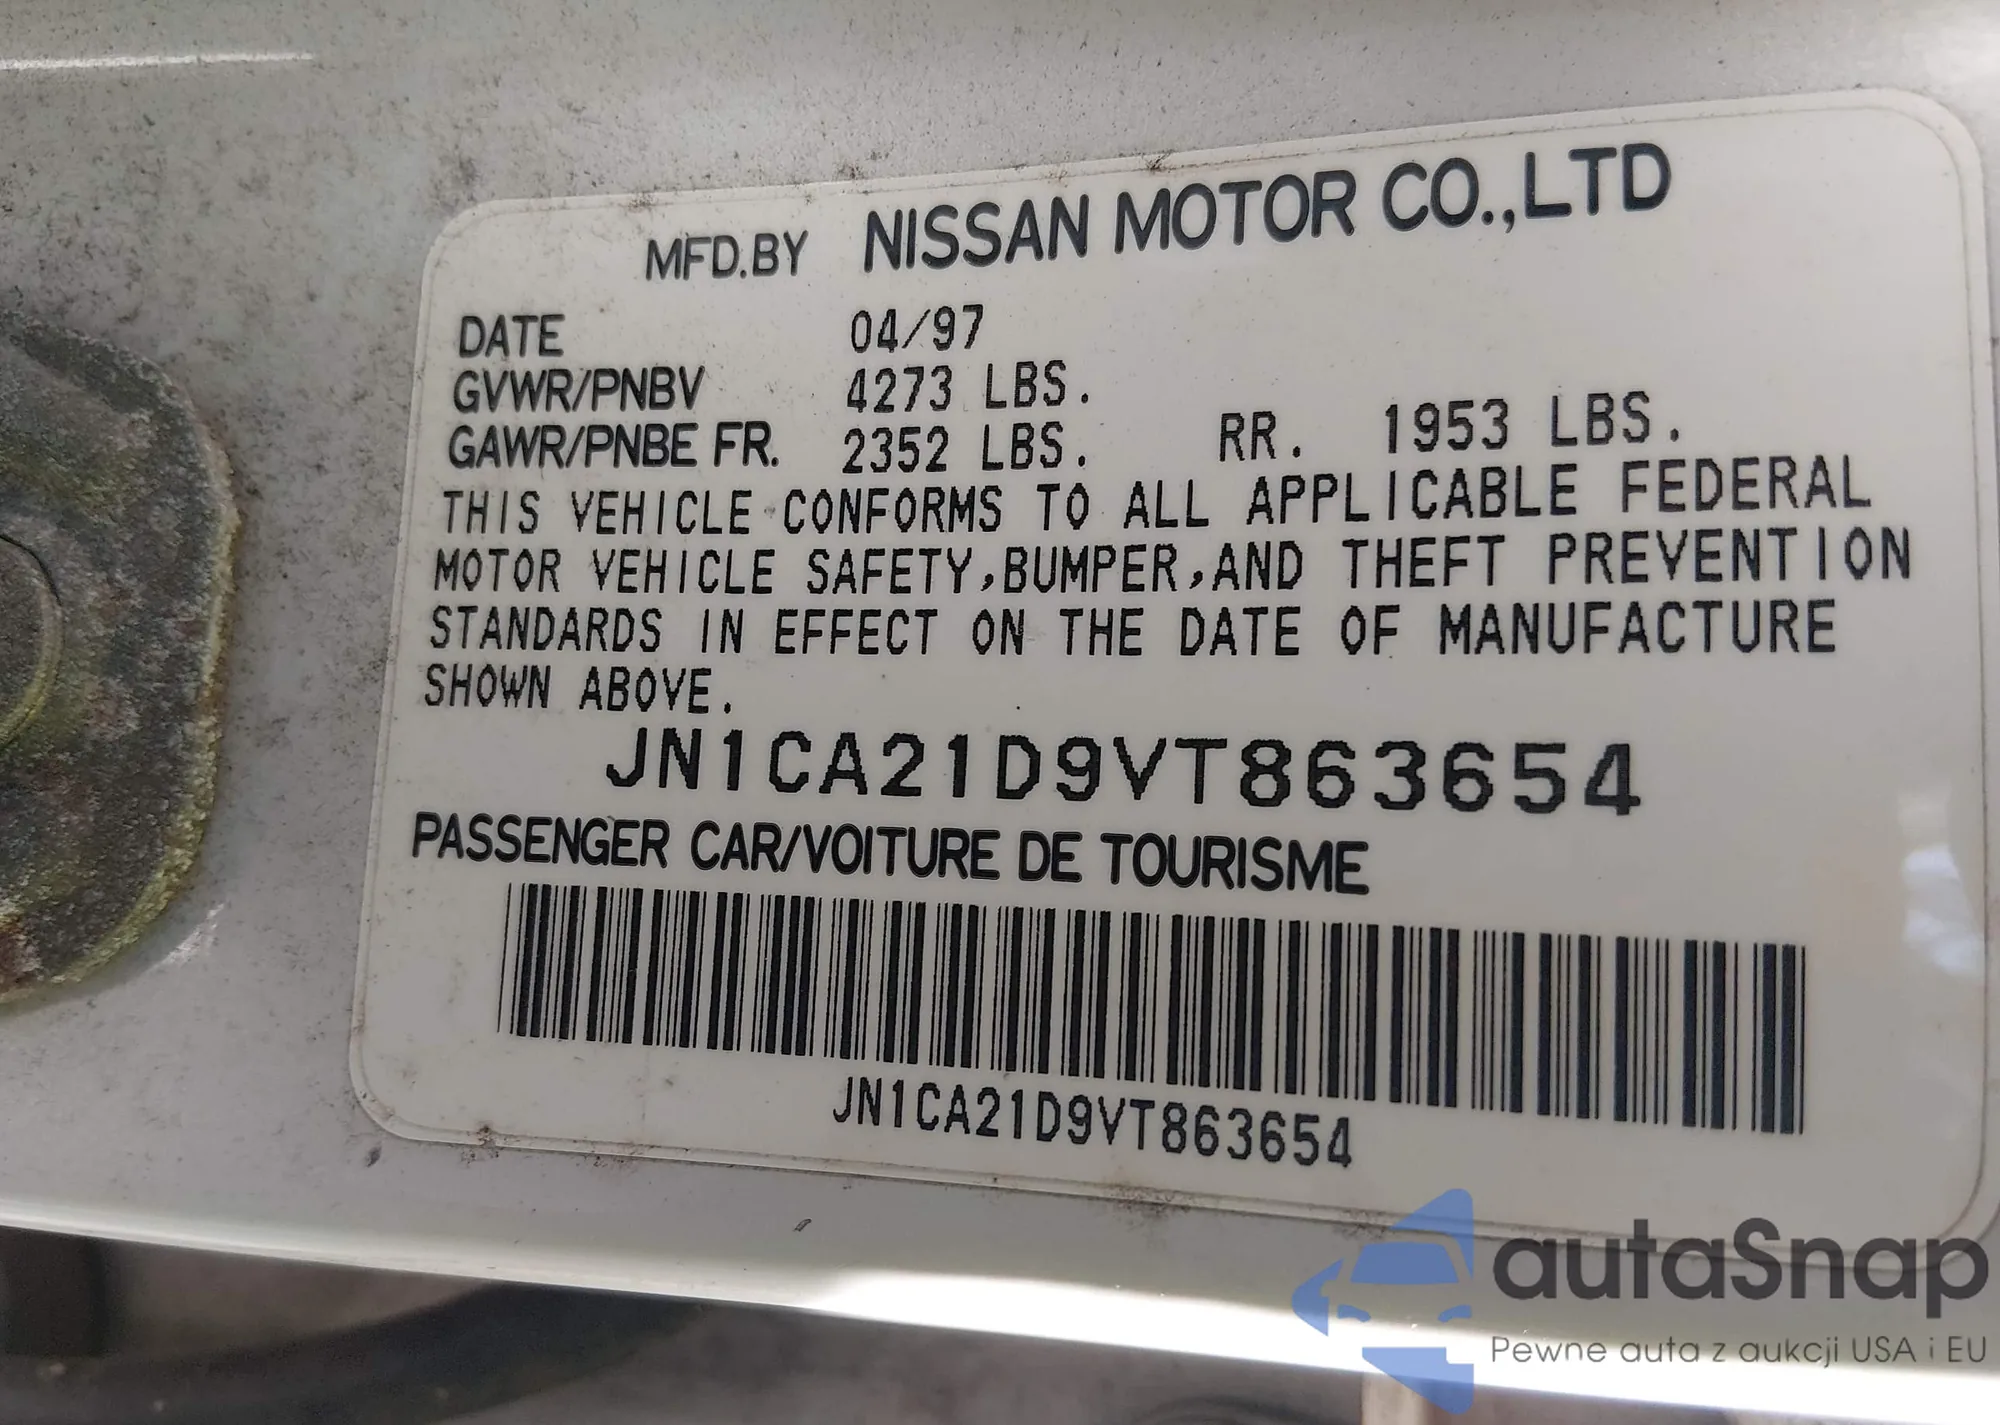 MFD.BY NISSAN MOTOR CO.,LTD
DATE 04/97
GVWR/PNBV 4273 LBS.
GAWR/PNBE FR. 2352 LBS. RR. 1953 LBS.
THIS VEHICLE CONFORMS TO ALL APPLICABLE FEDERAL
MOTOR VEHICLE SAFETY,BUMPER,AND THEFT PREVENTION
STANDARDS IN EFFECT ON THE DATE OF MANUFACTURE
SHOWN ABOVE.
JN1CA21D9VT863654
PASSENGER CAR/VOITURE DE TOURISME
JN1CA21D9VT863654
autaSnap
Pewne auta z aukcji USA i EU